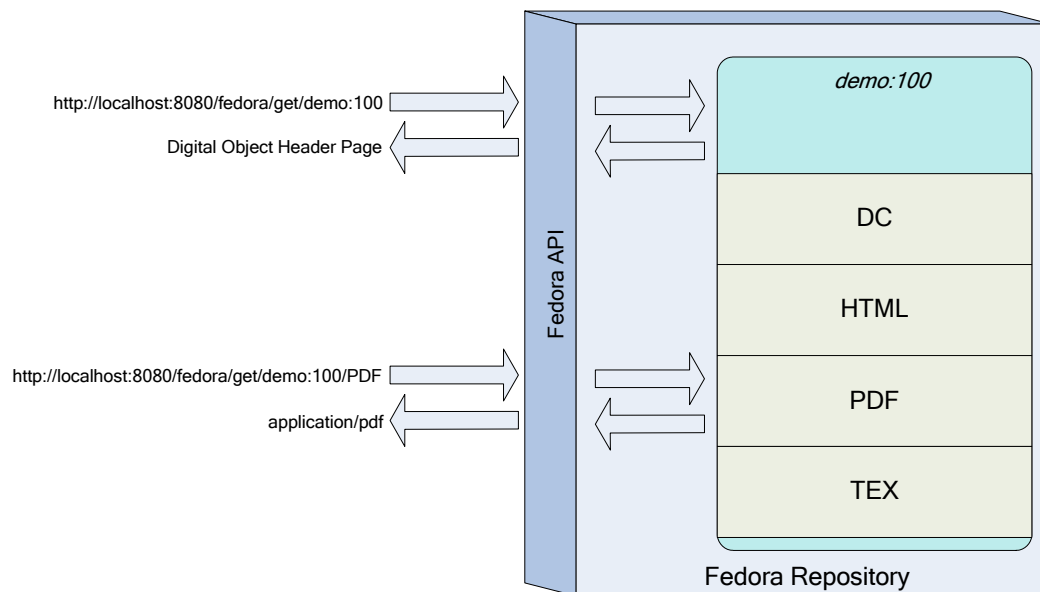 http://localhost:8080/fedora/get/demo:100
Digital Object Header Page
http://localhost:8080/fedora/get/demo:100/PDF
application/pdf
Fedora API
demo:100
DC
HTML
PDF
TEX
Fedora Repository